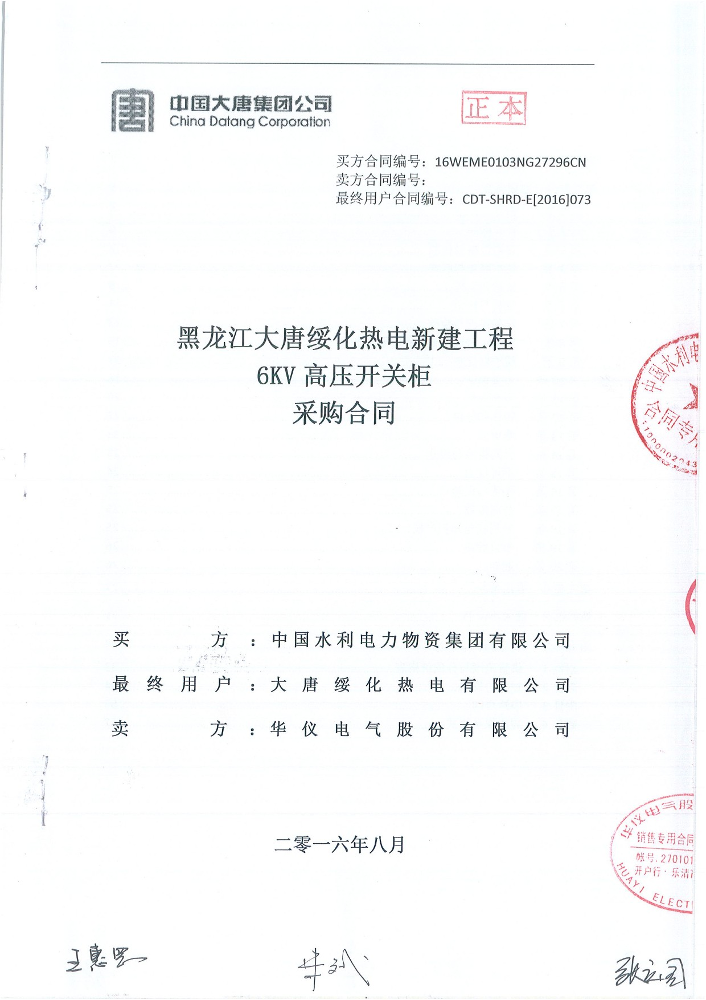 唐 中国大唐集团公司
China Datang Corporation
正本
买方合同编号：16WEME0103NG27296CN
卖方合同编号：
最终用户合同编号：CDT-SHRD-E[2016]073
黑龙江大唐绥化热电新建工程
6KV 高压开关柜
采购合同
中国水利电
合同专用
买方：中国水利电力物资集团有限公司
最终用户：大唐绥化热电有限公司
卖方：华仪电气股份有限公司
二零一六年八月
华仪电气股
销售专用合同
帐号.270101
开户行·乐清
HUAYI ELECT